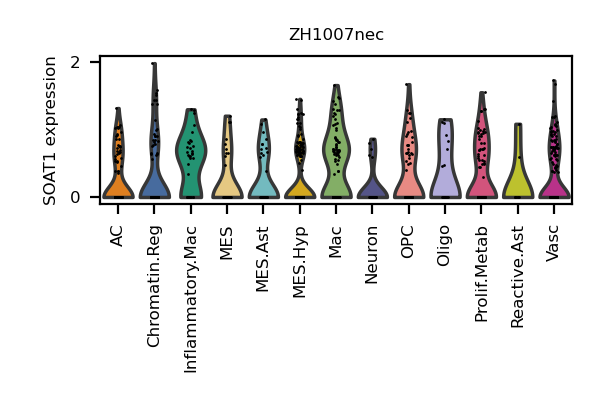 ZH1007nec
SOAT1 expression
2
0
AC
Chromatin.Reg
Inflammatory.Mac
MES
MES.Ast
MES.Hyp
Mac
Neuron
OPC
Oligo
Prolif.Metab
Reactive.Ast
Vasc